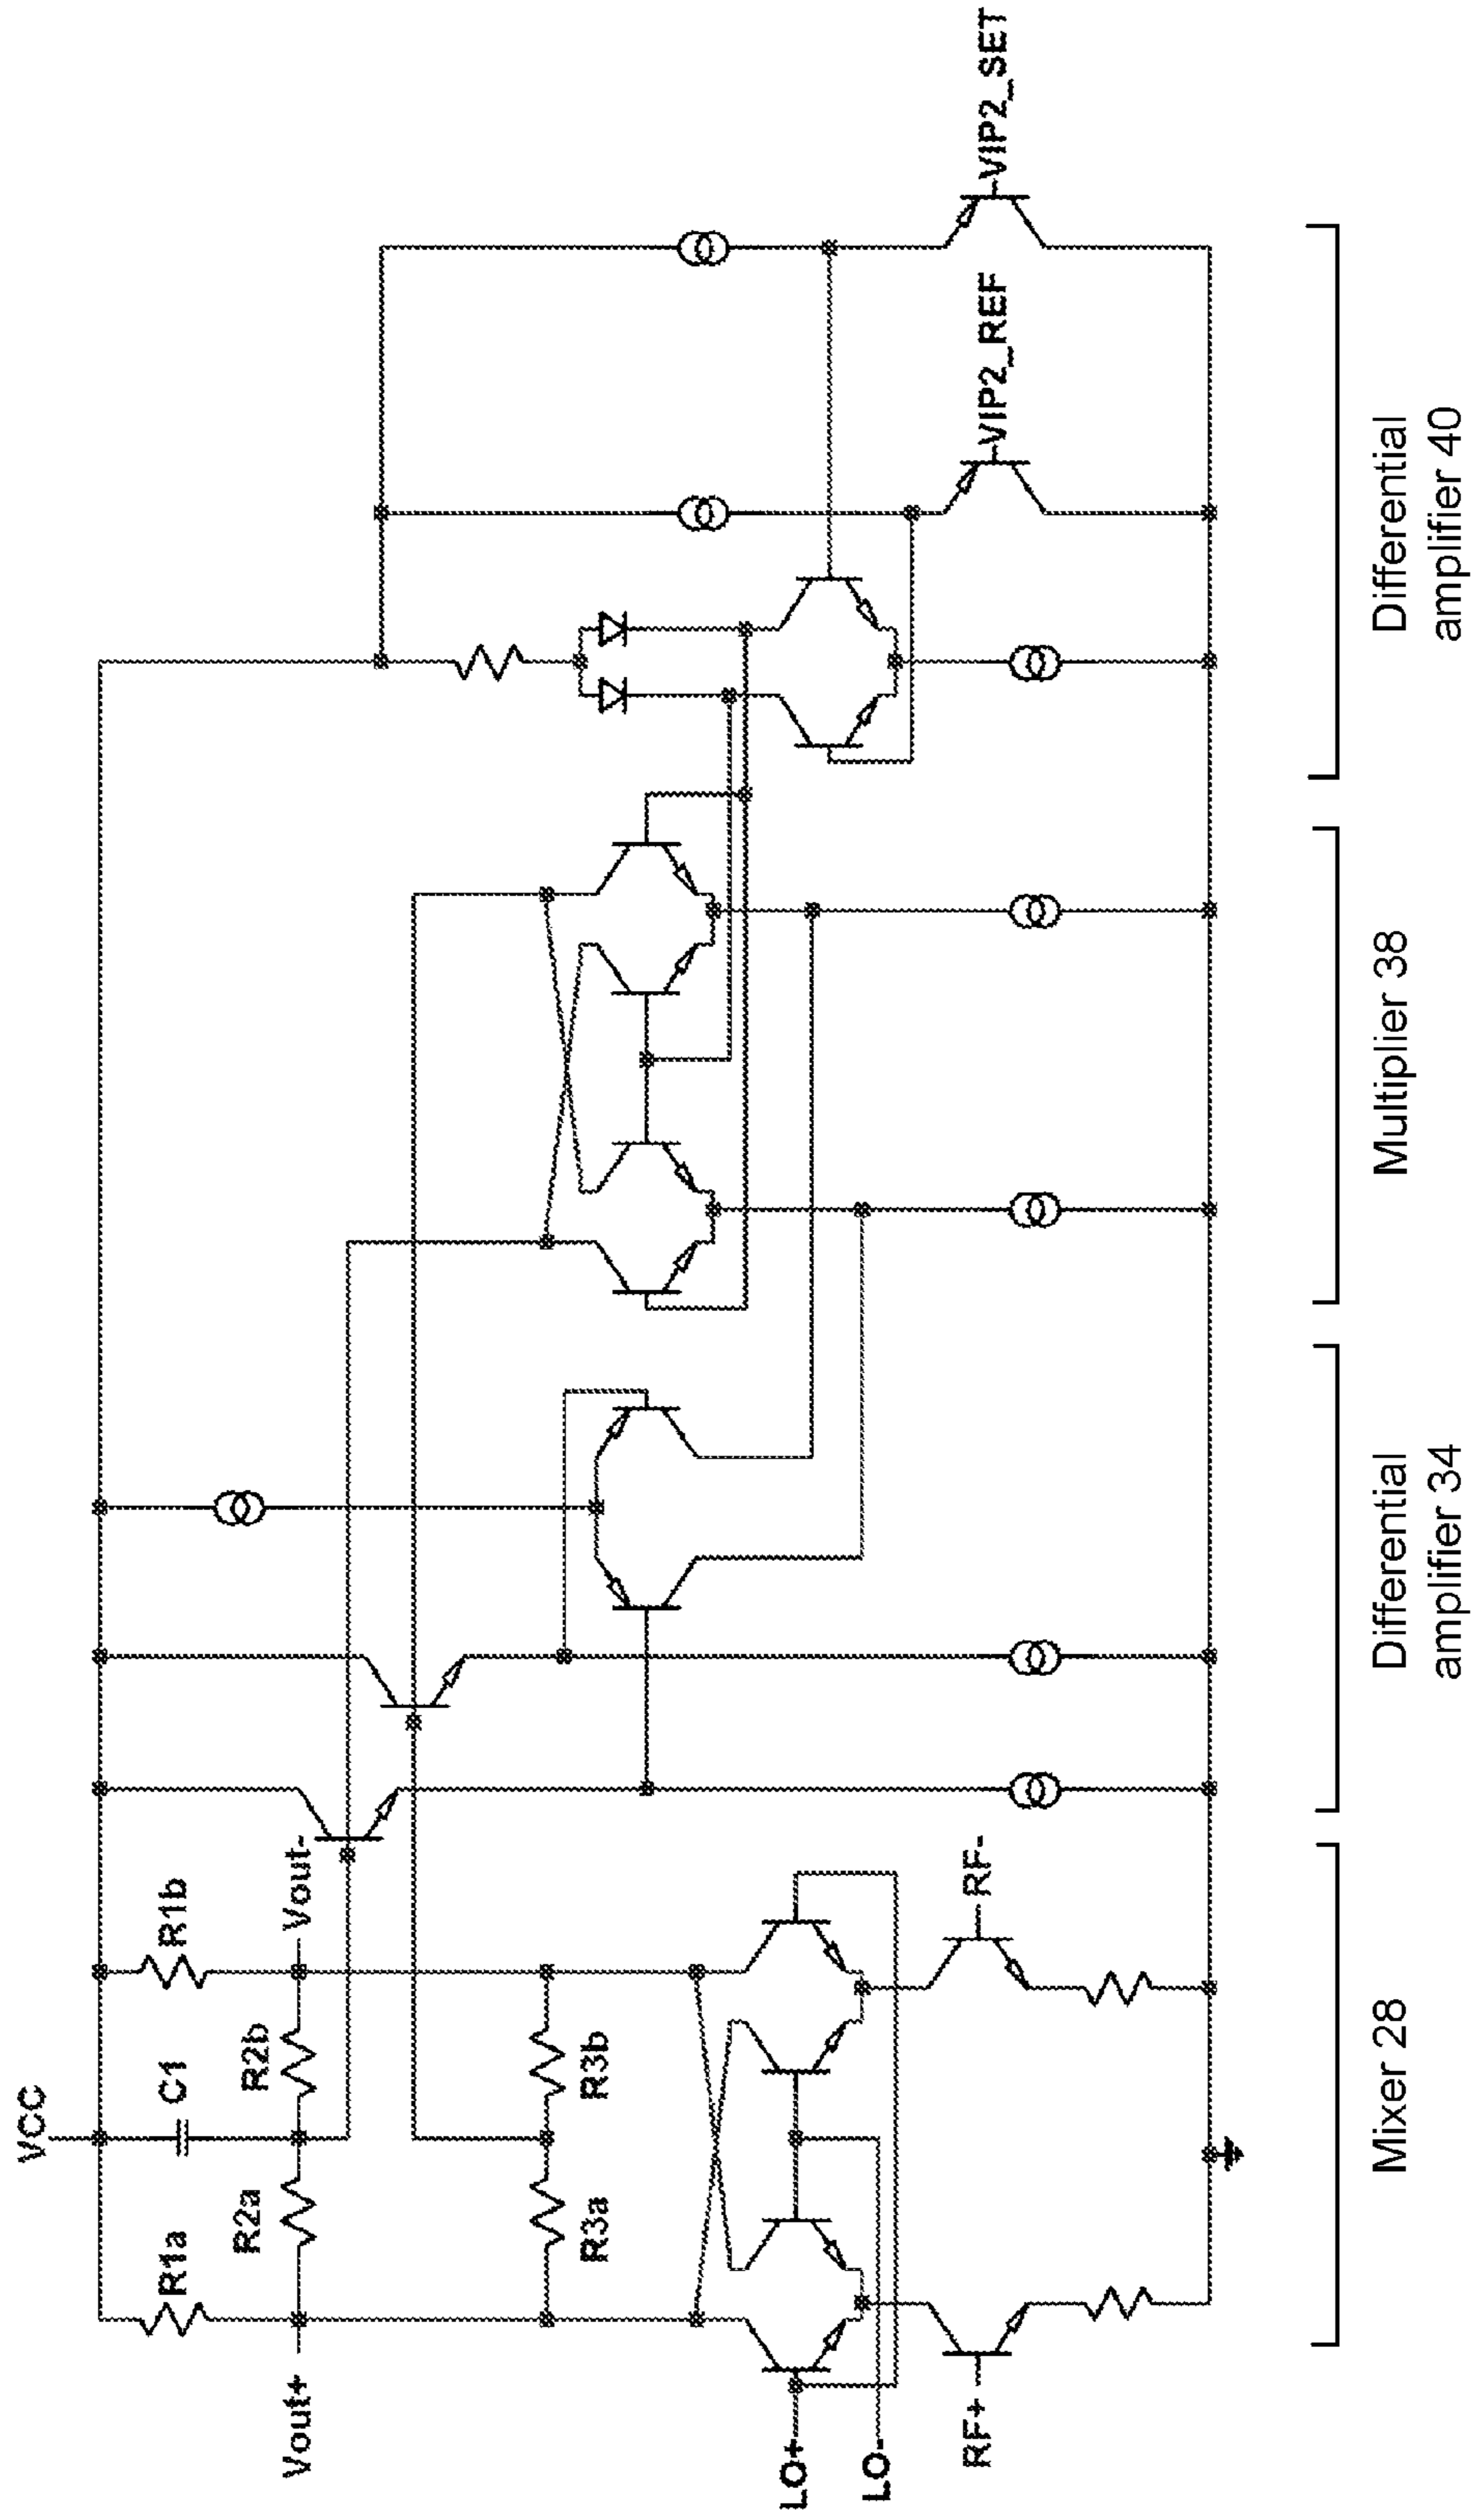 VCC
R1a
C1
R1b
R2a
R2b
Vout+
Vout-
R3a
R3b
LO+
LO-
RF+
RF-
VIP2_REF
VIP2_SET
Mixer 28
Differential
amplifier 34
Multiplier 38
Differential
amplifier 40